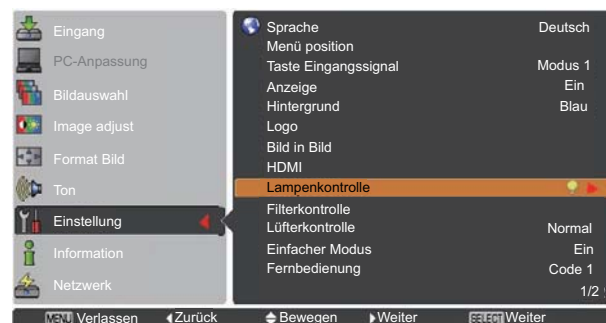 Eingang
PC-Anpassung
Bildauswahl
Image adjust
Format Bild
Ton
Einstellung
Information
Netzwerk
Sprache Deutsch
Menü position
Taste Eingangssignal Modus 1
Anzeige Ein
Hintergrund Blau
Logo
Bild in Bild
HDMI
Lampenkontrolle
Filterkontrolle
Lüfterkontrolle Normal
Einfacher Modus Ein
Fernbedienung Code 1
1/2
MENU Verlassen Zurück Bewegen Weiter SELECT Weiter